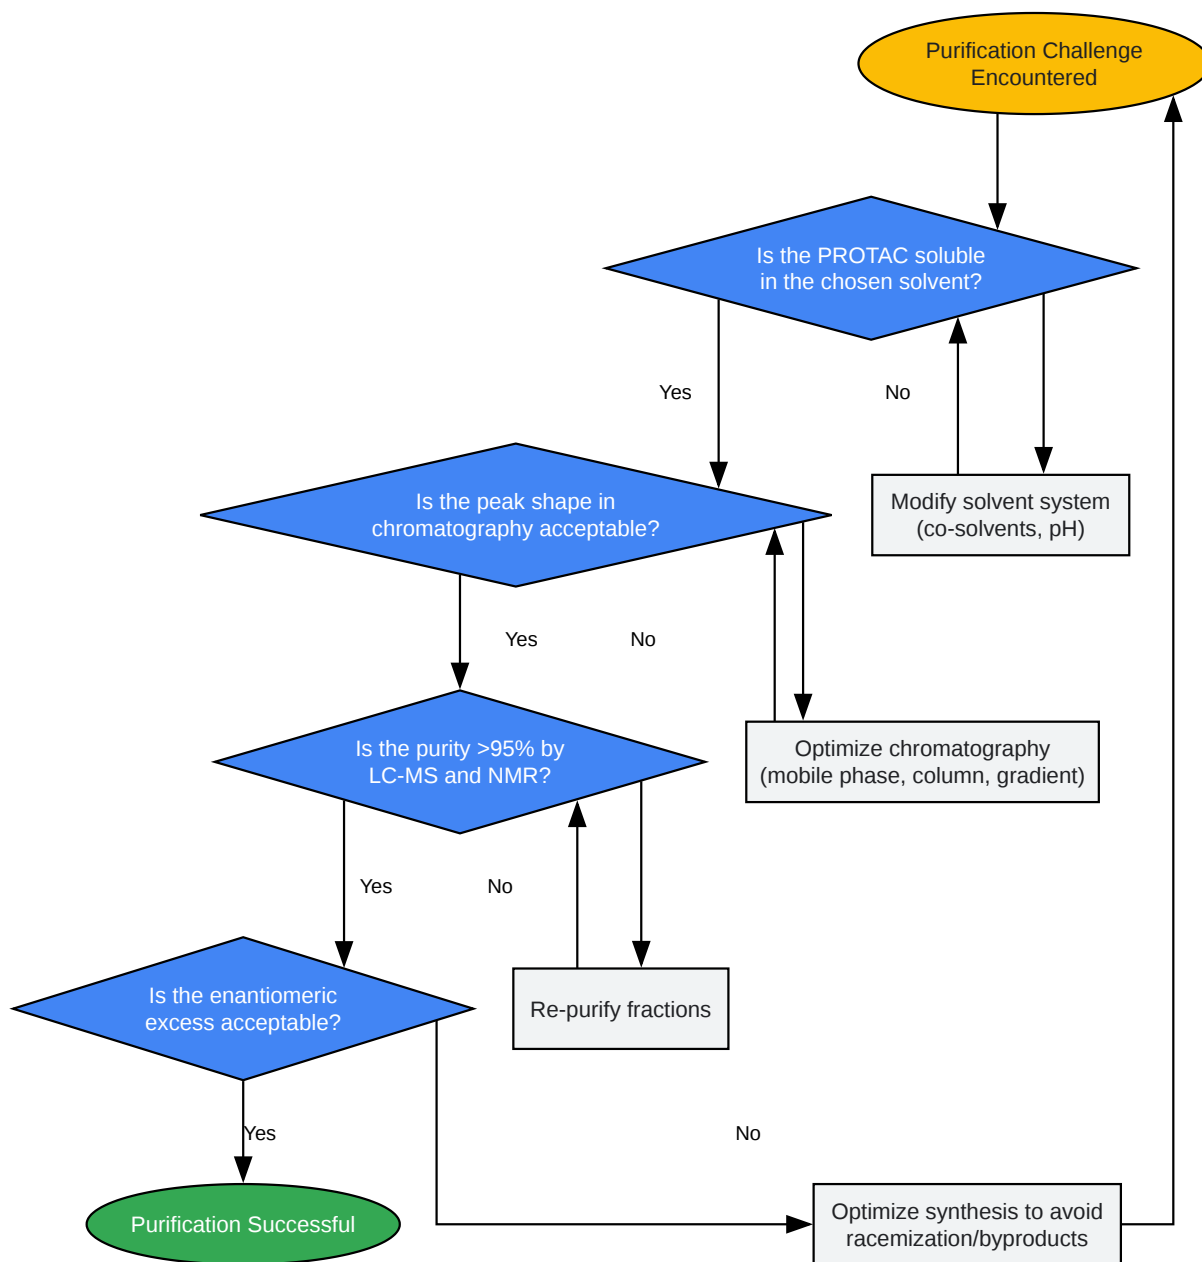 Purification Challenge
Encountered
Is the PROTAC soluble
in the chosen solvent?
Yes
No
Is the peak shape in
chromatography acceptable?
Modify solvent system
(co-solvents, pH)
Yes
No
Is the purity >95% by
LC-MS and NMR?
Optimize chromatography
(mobile phase, column, gradient)
Yes
No
Is the enantiomeric
excess acceptable?
Re-purify fractions
Yes
No
Purification Successful
Optimize synthesis to avoid
racemization/byproducts